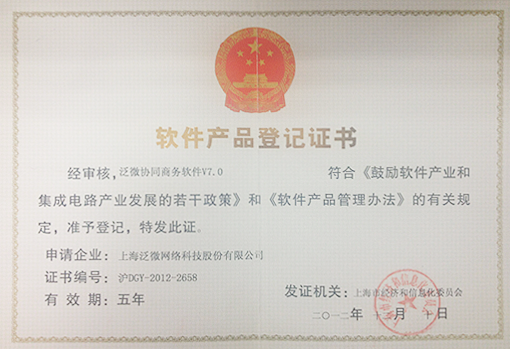 软件产品登记证书
经审核，泛微协同商务软件V7.0 符合《鼓励软件产业和
集成电路产业发展的若干政策》和《软件产品管理办法》的有关规
定，准予登记，特发此证。
申请企业：上海泛微网络科技股份有限公司
证书编号：沪DGY-2012-2658
有效期：五年
发证机关：上海市经济和信息化委员会
二〇一二年 十二月 十日